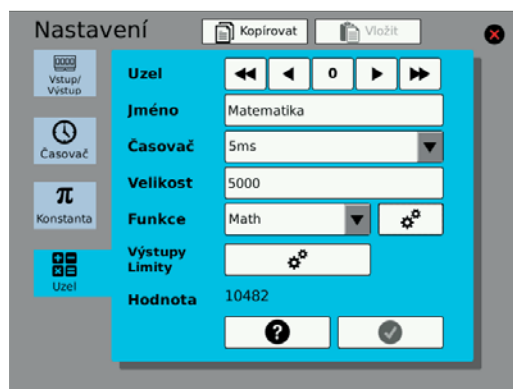 Nastavení
Kopírovat
Vložit
Vstup/
Výstup
Časovač
π
Konstanta
Uzel
Uzel
0
Jméno
Matematika
Časovač
5ms
Velikost
5000
Funkce
Math
Výstupy
Limity
Hodnota
10482
?